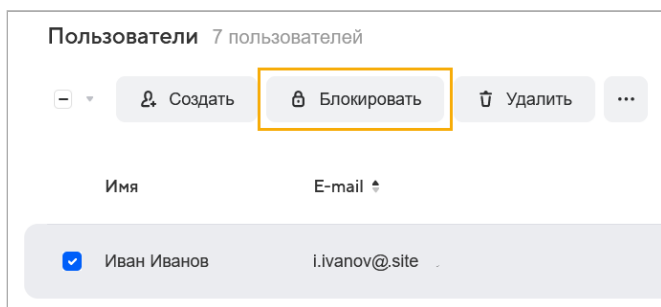 Пользователи 7 пользователей
Создать Блокировать Удалить ...
Имя E-mail
Иван Иванов i.ivanov@.site